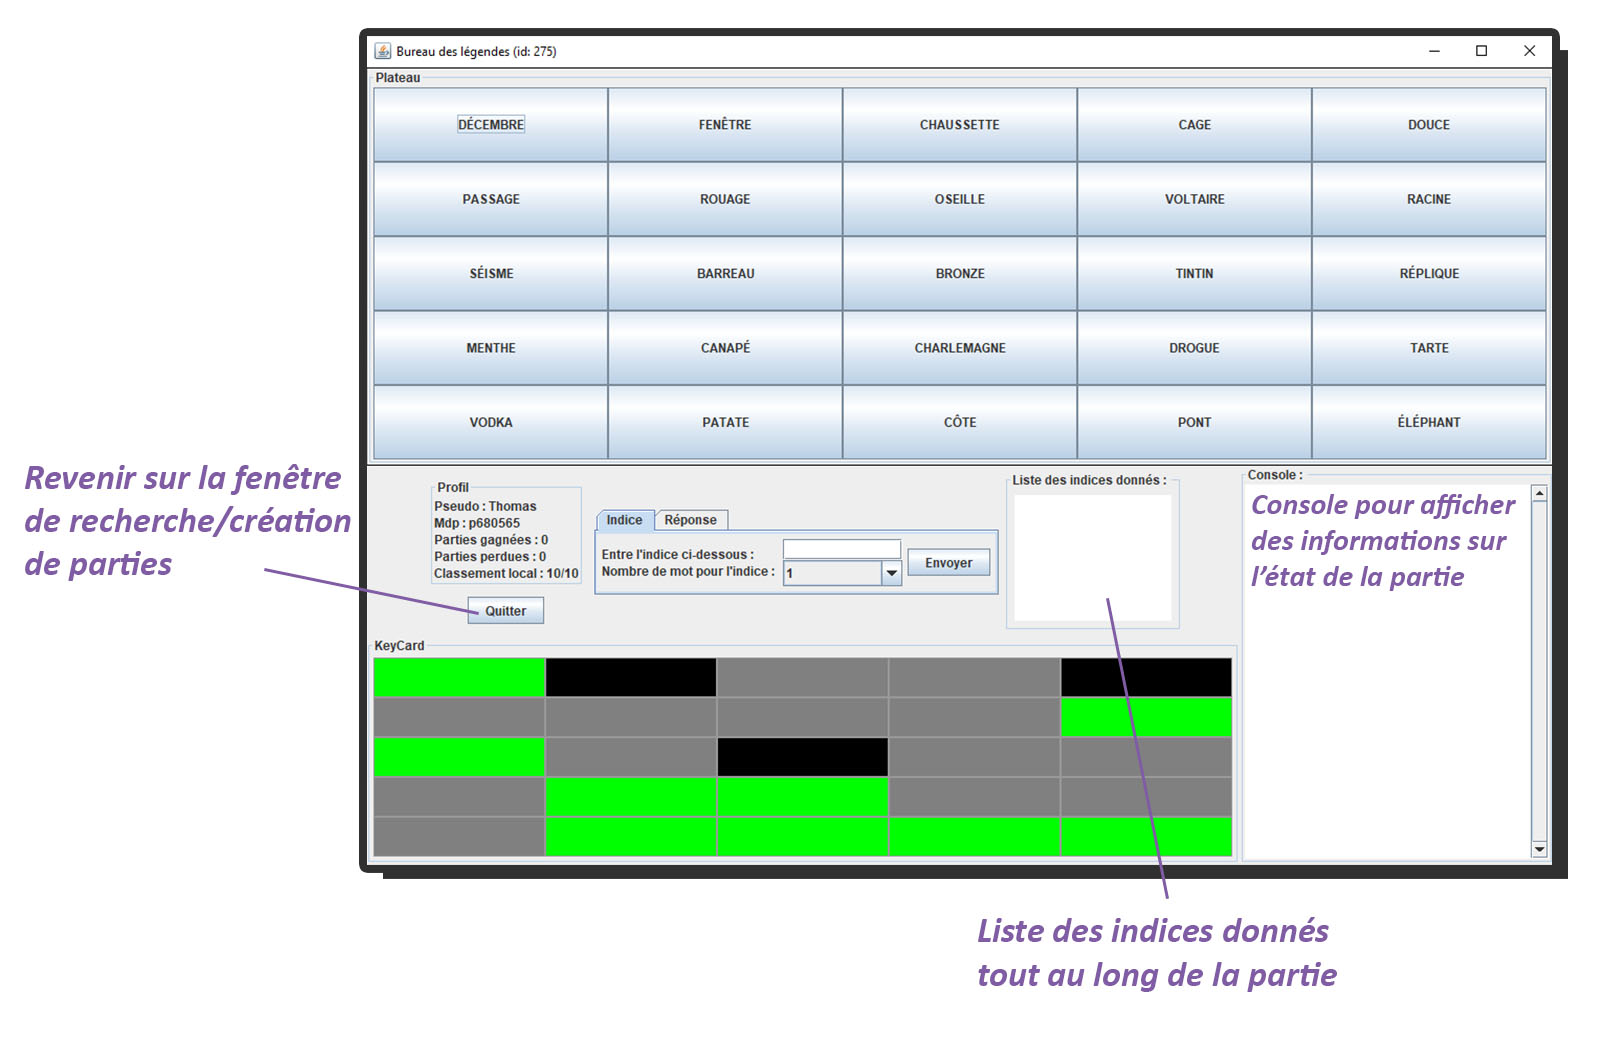 Bureau des légendes (id: 275)
Plateau
DÉCEMBRE FENÊTRE CHAUSSETTE CAGE DOUCE
PASSAGE ROUAGE OSEILLE VOLTAIRE RACINE
SÉISME BARREAU BRONZE TINTIN RÉPLIQUE
MENTHE CANAPÉ CHARLEMAGNE DROGUE TARTE
VODKA PATATE CÔTE PONT ÉLÉPHANT
Revenir sur la fenêtre
de recherche/création
de parties
Profil
Pseudo : Thomas
Mdp : p680565
Parties gagnées : 0
Parties perdues : 0
Classement local : 10/10
Quitter
Indice Réponse
Entre l'indice ci-dessous :
Nombre de mot pour l'indice : 1
Envoyer
Liste des indices donnés :
Console :
Console pour afficher
des informations sur
l’état de la partie
KeyCard
Liste des indices donnés
tout au long de la partie